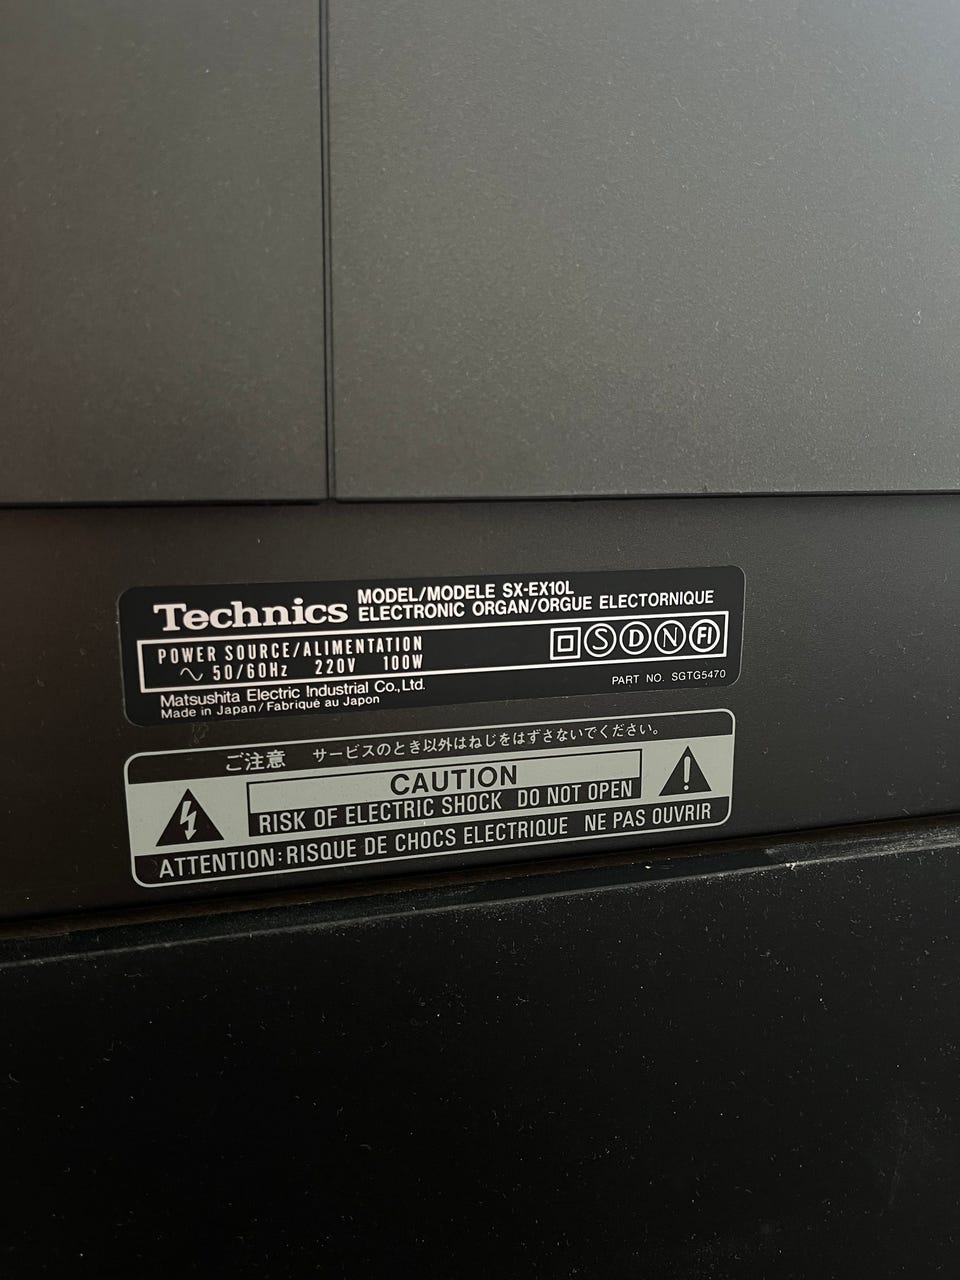 Technics
MODEL/MODELE SX-EX10L
ELECTRONIC ORGAN/ORGUE ELECTORNIQUE
POWER SOURCE/ALIMENTATION
∿ 50/60Hz 220V 100W
S D N FI
Matsushita Electric Industrial Co., Ltd.
Made in Japan/Fabriqué au Japon
PART NO. SGTG5470
ご注意 サービスのとき以外はねじをはずさないでください。
CAUTION
RISK OF ELECTRIC SHOCK DO NOT OPEN
ATTENTION: RISQUE DE CHOCS ELECTRIQUE NE PAS OUVRIR